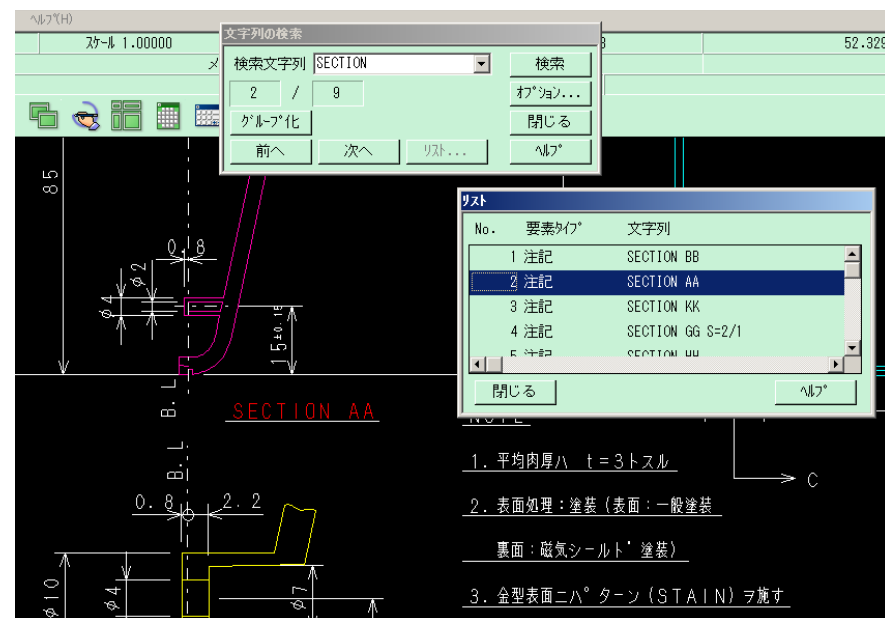 ﾍﾙﾌﾟ(H)
ｽｹｰﾙ 1.00000
52.329
文字列の検索
検索文字列 SECTION 検索
2 / 9 ｵﾌﾟｼｮﾝ...
ｸﾞﾙｰﾌﾟ化 閉じる
前へ 次へ ﾘｽﾄ... ﾍﾙﾌﾟ
ﾘｽﾄ
No. 要素ﾀｲﾌﾟ 文字列
1 注記 SECTION BB
2 注記 SECTION AA
3 注記 SECTION KK
4 注記 SECTION GG S=2/1
5 注記 SECTION HH
閉じる ﾍﾙﾌﾟ
85
0.8
φ2
φ4
15±0.15
B.L
SECTION AA
B.L
0.8 2.2
φ10
φ4
φ7
C
NOTE
1.平均肉厚ハ t=3トスル
2.表面処理:塗装(表面:一般塗装
裏面:磁気シールド塗装)
3.金型表面ニパターン(STAIN)ヲ施す